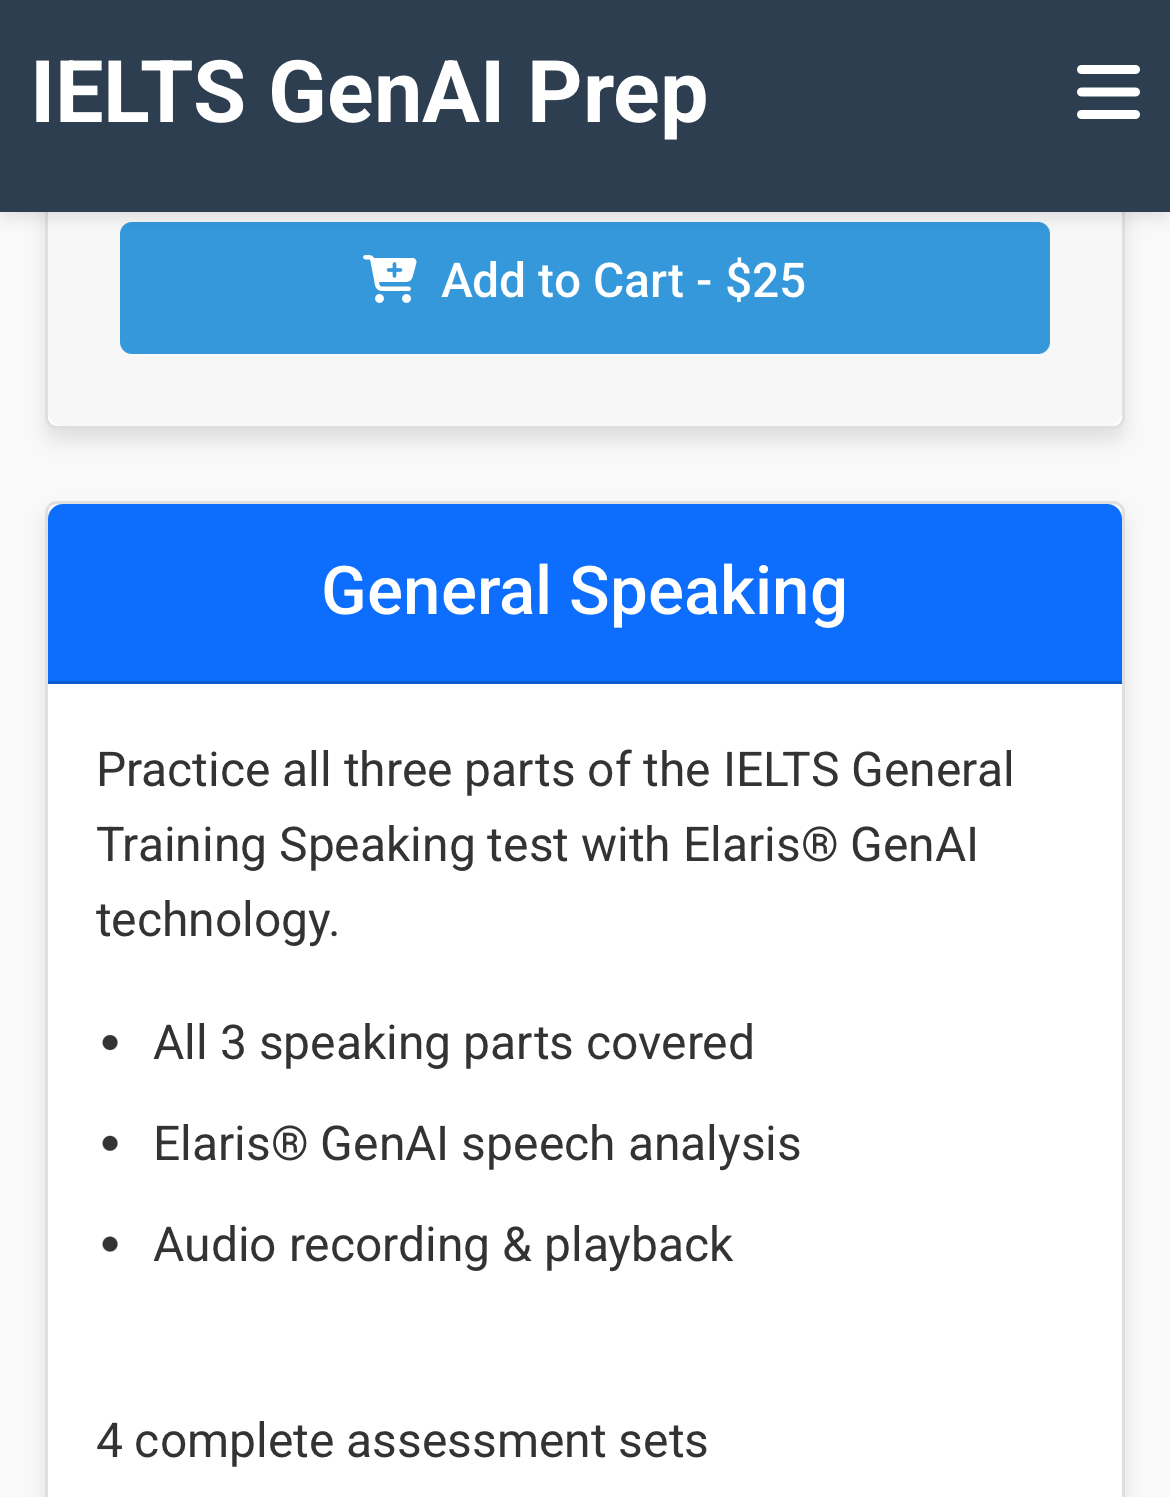 IELTS GenAI Prep
Add to Cart - $25
General Speaking
Practice all three parts of the IELTS General
Training Speaking test with Elaris® GenAI
technology.
• All 3 speaking parts covered
• Elaris® GenAI speech analysis
• Audio recording & playback
4 complete assessment sets